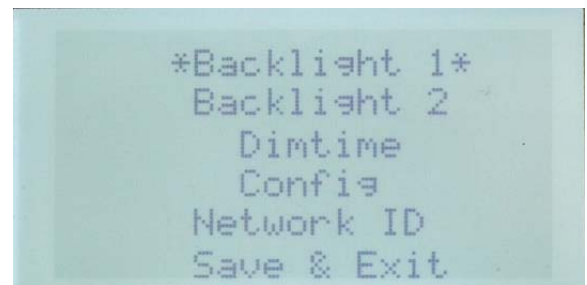 *Backlight 1*
Backlight 2
Dimtime
Config
Network ID
Save & Exit